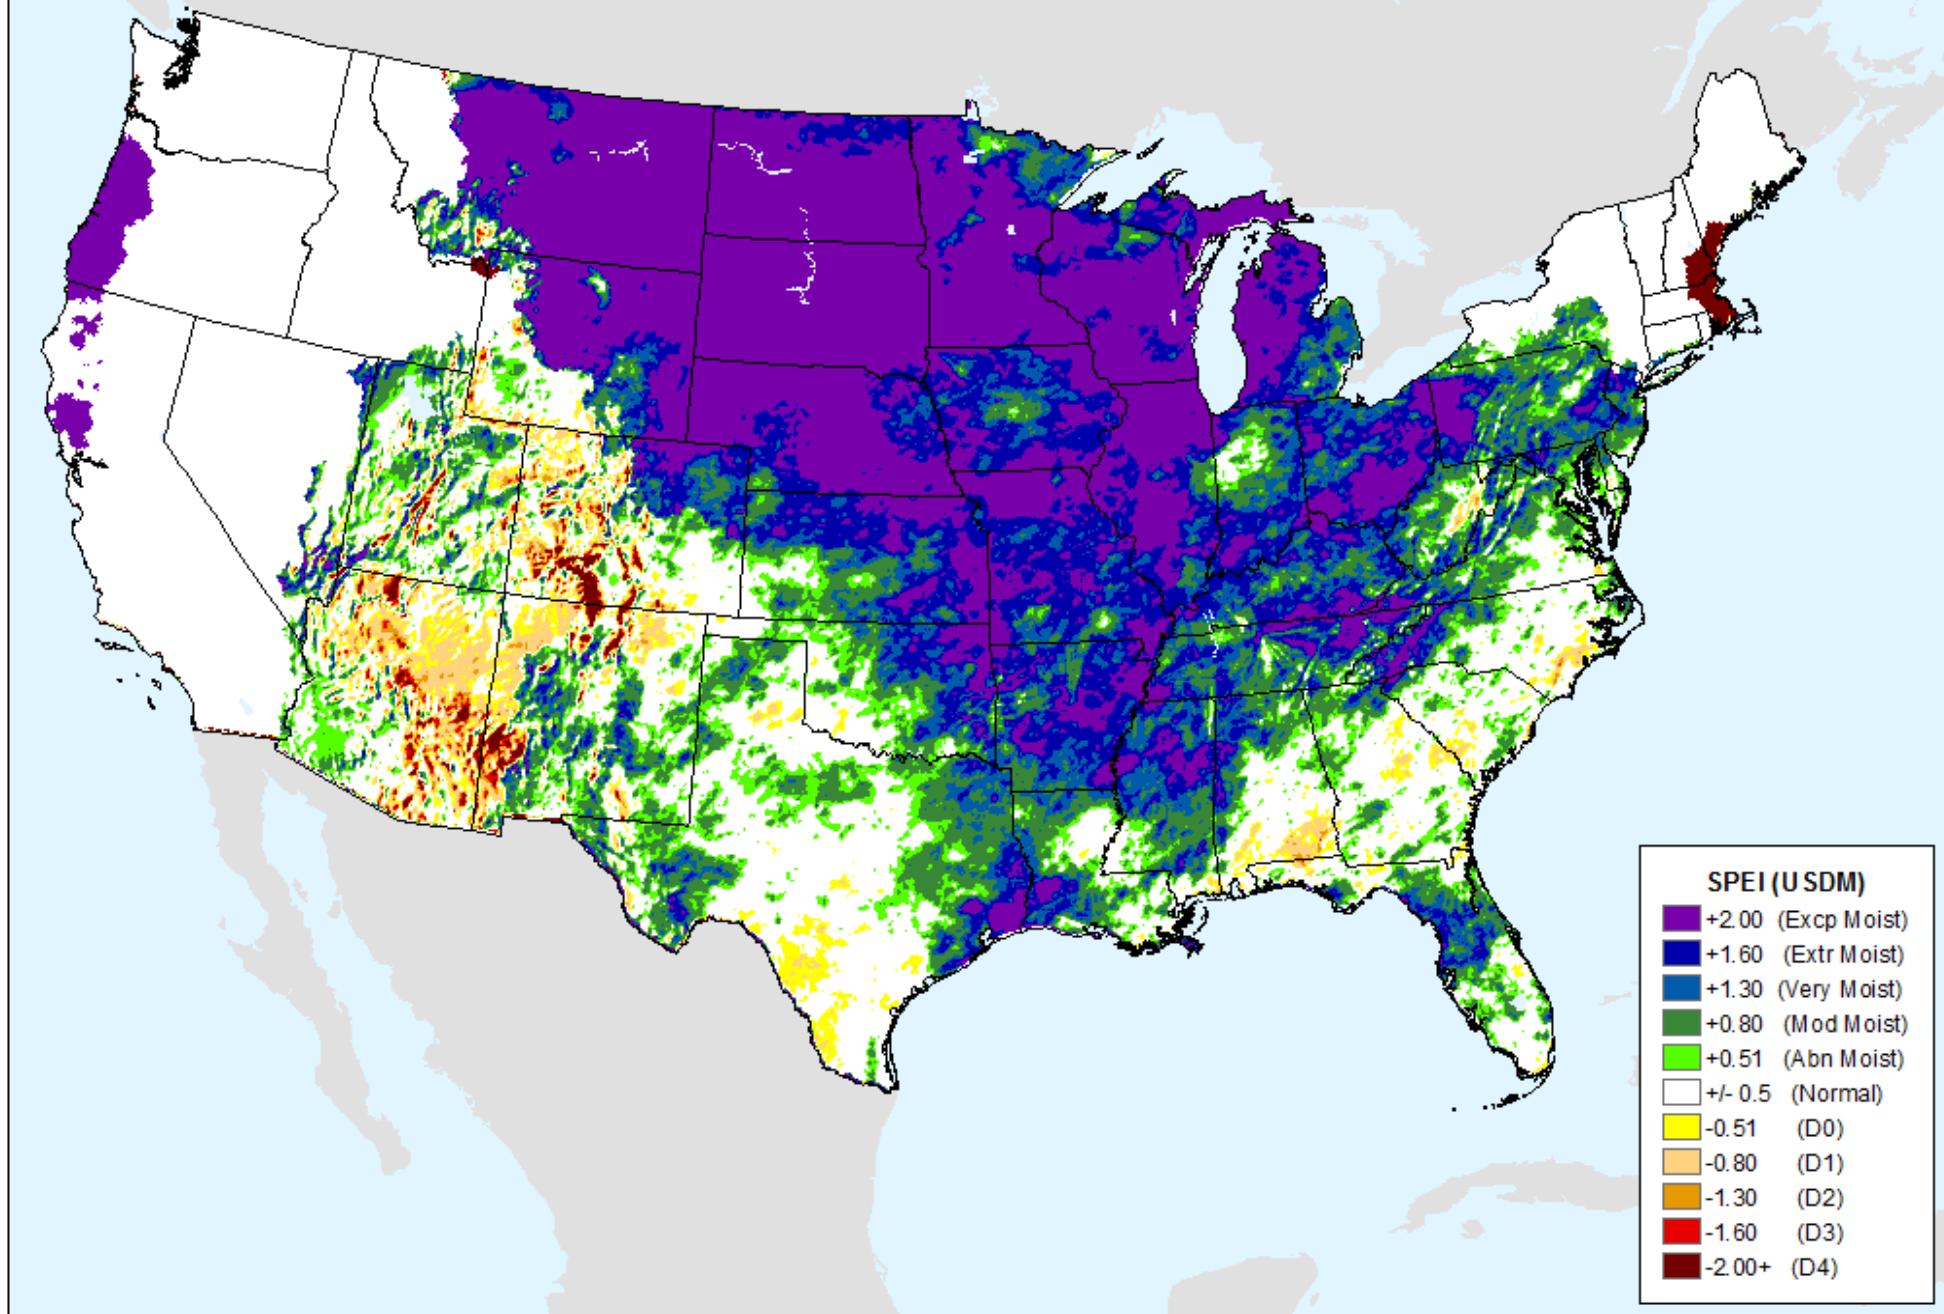 SPEI (USDM)
+2.00 (Excp Moist)
+1.60 (Extr Moist)
+1.30 (Very Moist)
+0.80 (Mod Moist)
+0.51 (Abn Moist)
+/- 0.5 (Normal)
-0.51 (D0)
-0.80 (D1)
-1.30 (D2)
-1.60 (D3)
-2.00+ (D4)